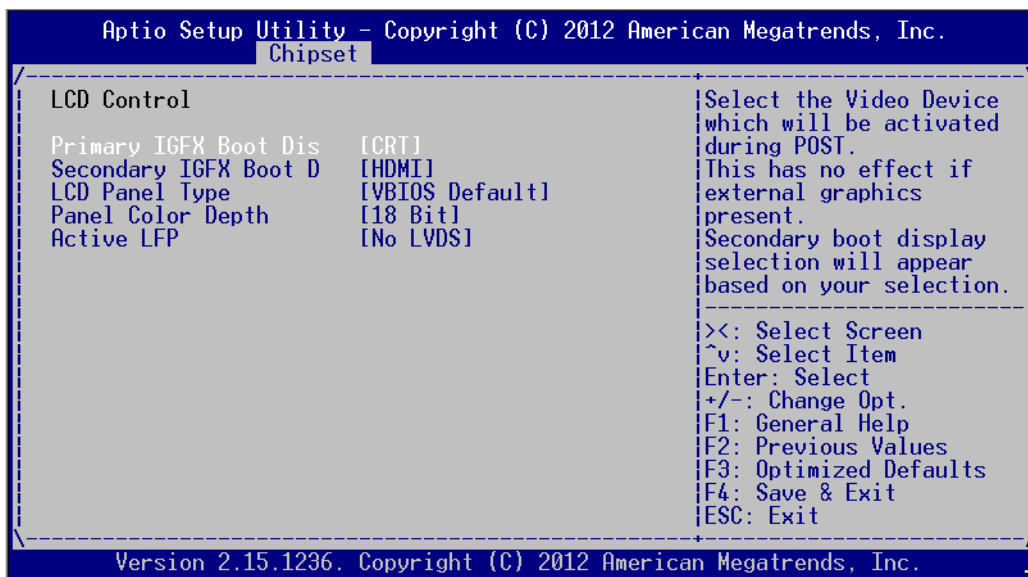 Aptio Setup Utility - Copyright (C) 2012 American Megatrends, Inc.
Chipset
LCD Control
Primary IGFX Boot Dis [CRT]
Secondary IGFX Boot D [HDMI]
LCD Panel Type [VBIOS Default]
Panel Color Depth [18 Bit]
Active LFP [No LVDS]
Select the Video Device
which will be activated
during POST.
This has no effect if
external graphics
present.
Secondary boot display
selection will appear
based on your selection.
><: Select Screen
^v: Select Item
Enter: Select
+/-: Change Opt.
F1: General Help
F2: Previous Values
F3: Optimized Defaults
F4: Save & Exit
ESC: Exit
Version 2.15.1236. Copyright (C) 2012 American Megatrends, Inc.